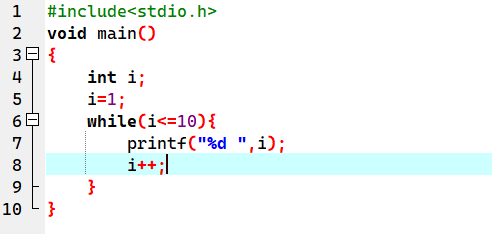 1 #include<stdio.h>
2 void main()
3 {
4     int i;
5     i=1;
6     while(i<=10){
7         printf("%d ",i);
8         i++;
9     }
10 }